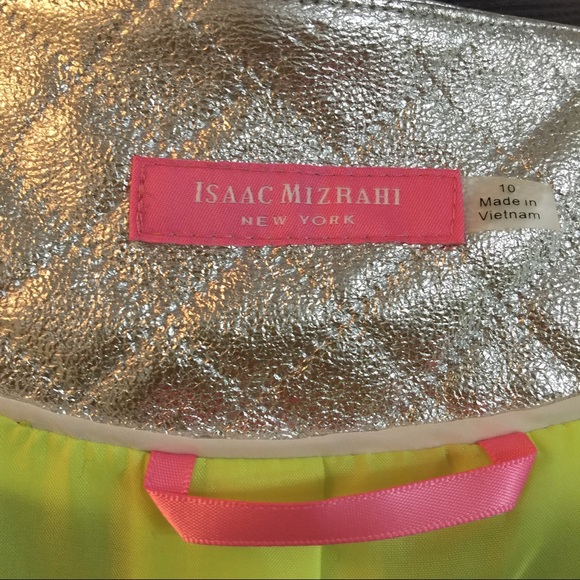 ISAAC MIZRAHI
NEW YORK
10
Made in
Vietnam